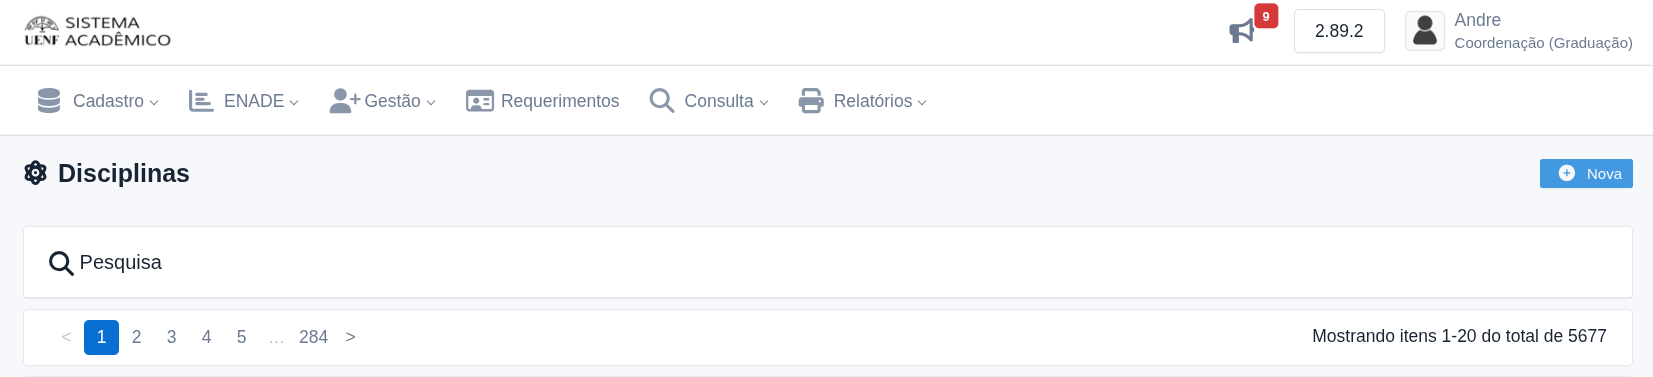 UENF SISTEMA ACADÊMICO
9
2.89.2
Andre
Coordenação (Graduação)
Cadastro
ENADE
Gestão
Requerimentos
Consulta
Relatórios
Disciplinas
Nova
Pesquisa
< 1 2 3 4 5 … 284 >
Mostrando itens 1-20 do total de 5677